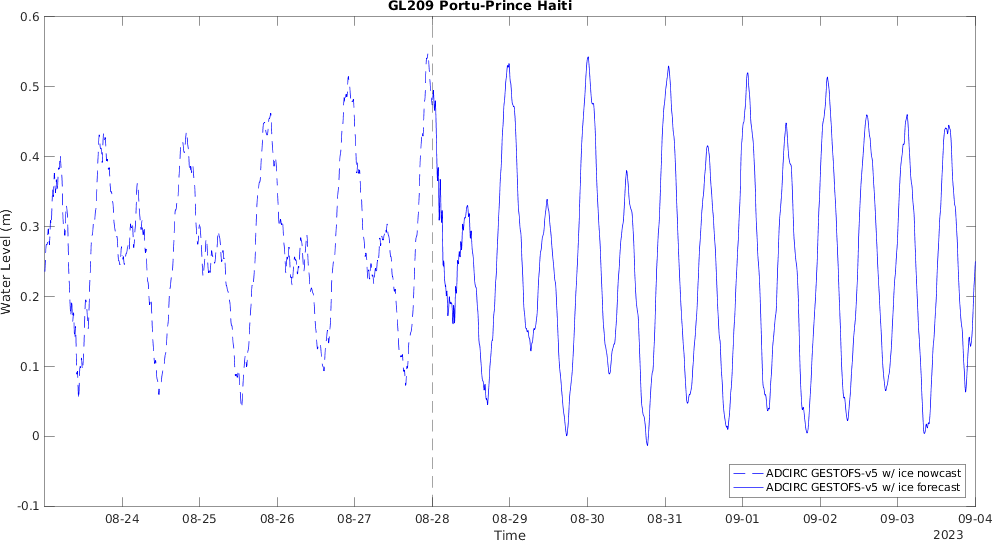 GL209 Portu-Prince Haiti
0.6
0.5
0.4
0.3
0.2
0.1
0
-0.1
Water Level (m)
ADCIRC GESTOFS-v5 w/ ice nowcast
ADCIRC GESTOFS-v5 w/ ice forecast
08-24 08-25 08-26 08-27 08-28 08-29 08-30 08-31 09-01 09-02 09-03 09-04
Time
2023